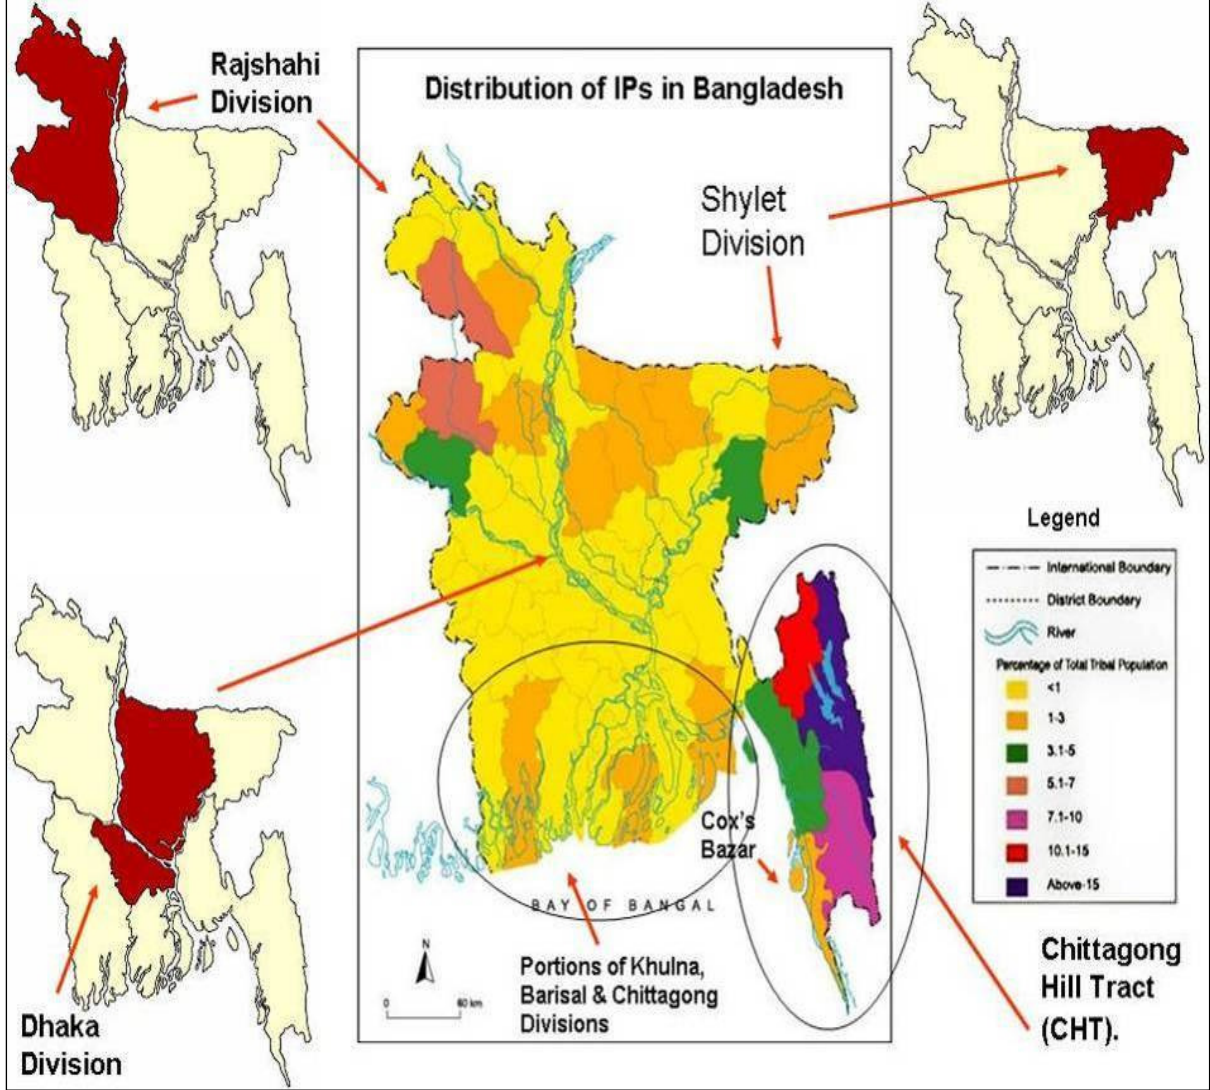 Rajshahi
Division
Distribution of IPs in Bangladesh
Shylet
Division
Legend
International Boundary
District Boundary
River
Percentage of Total Tribal Population
<1
1-3
3.1-5
5.1-7
7.1-10
10.1-15
Above-15
Cox's
Bazar
BAY OF BANGAL
N
0 60 km
Portions of Khulna,
Barisal & Chittagong
Divisions
Chittagong
Hill Tract
(CHT).
Dhaka
Division